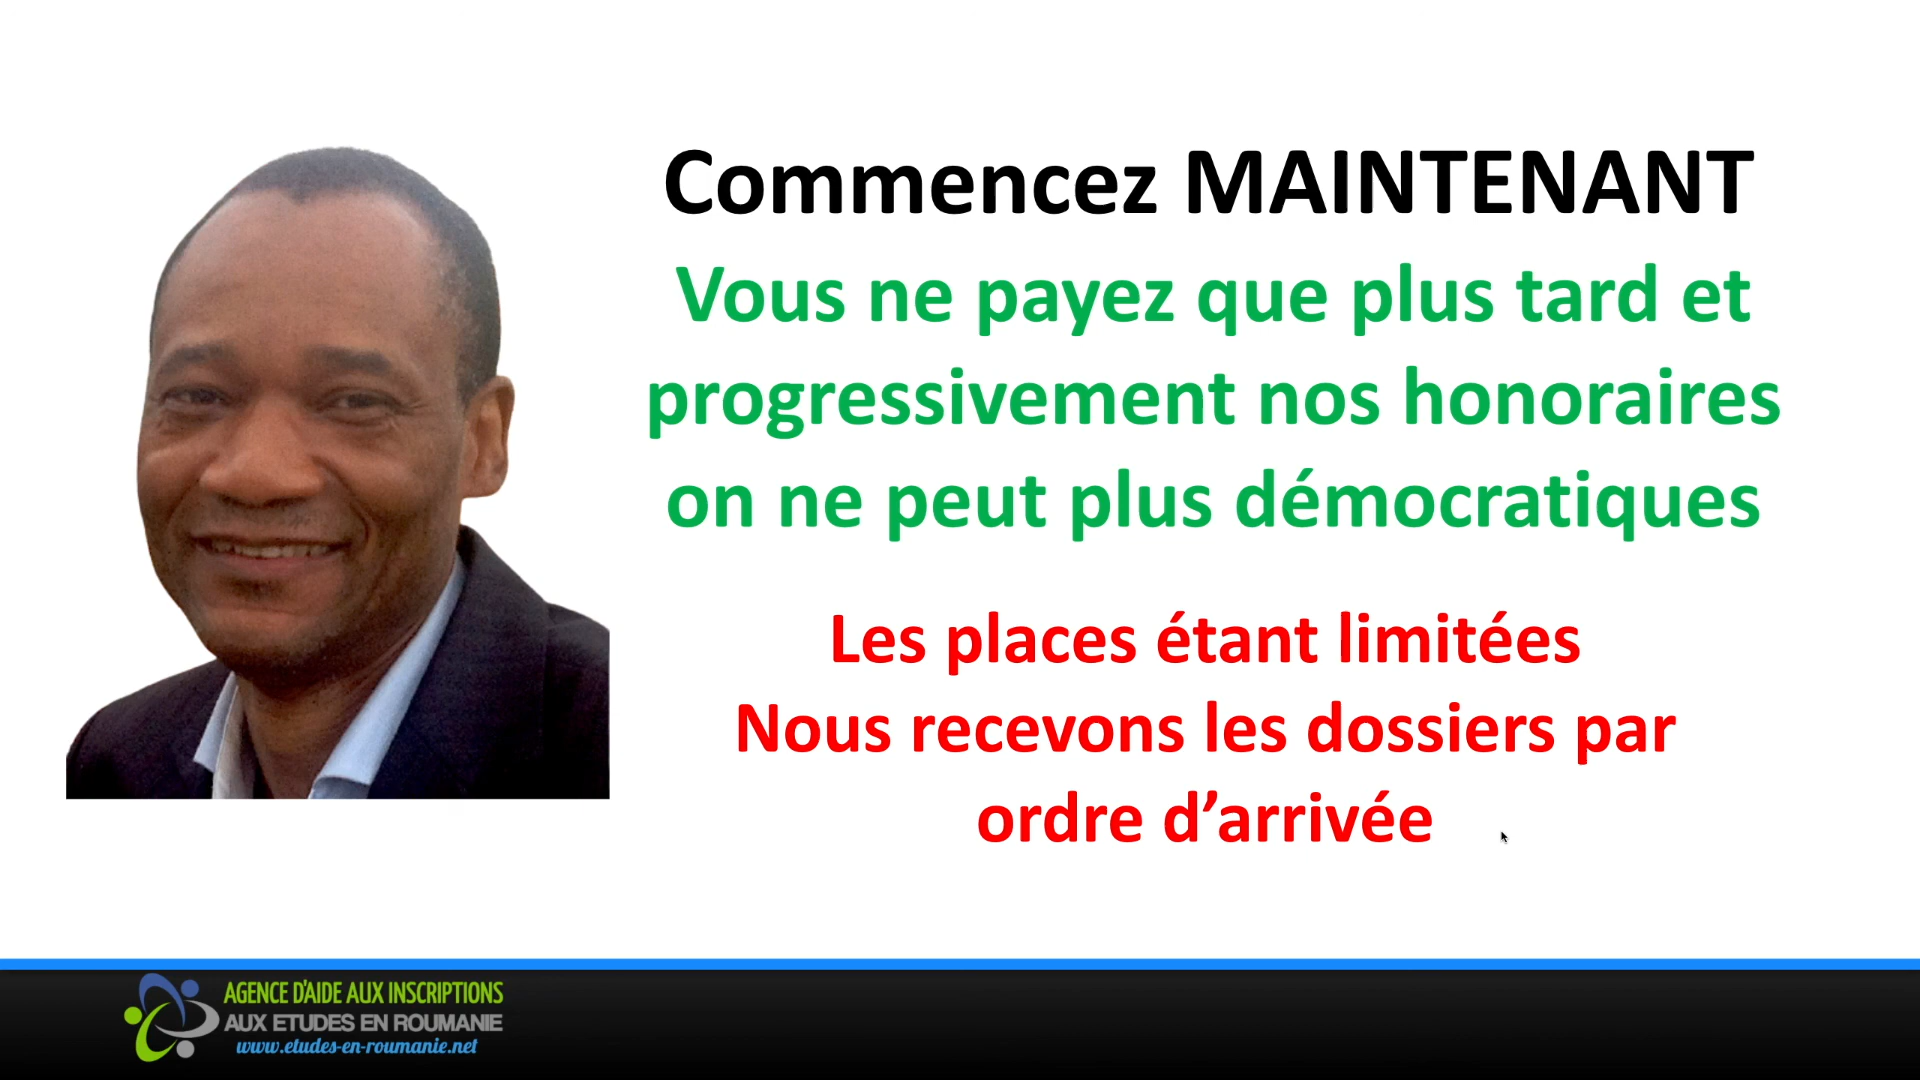 Commencez MAINTENANT
Vous ne payez que plus tard et
progressivement nos honoraires
on ne peut plus démocratiques
Les places étant limitées
Nous recevons les dossiers par
ordre d’arrivée
AGENCE D'AIDE AUX INSCRIPTIONS
AUX ETUDES EN ROUMANIE
www.etudes-en-roumanie.net